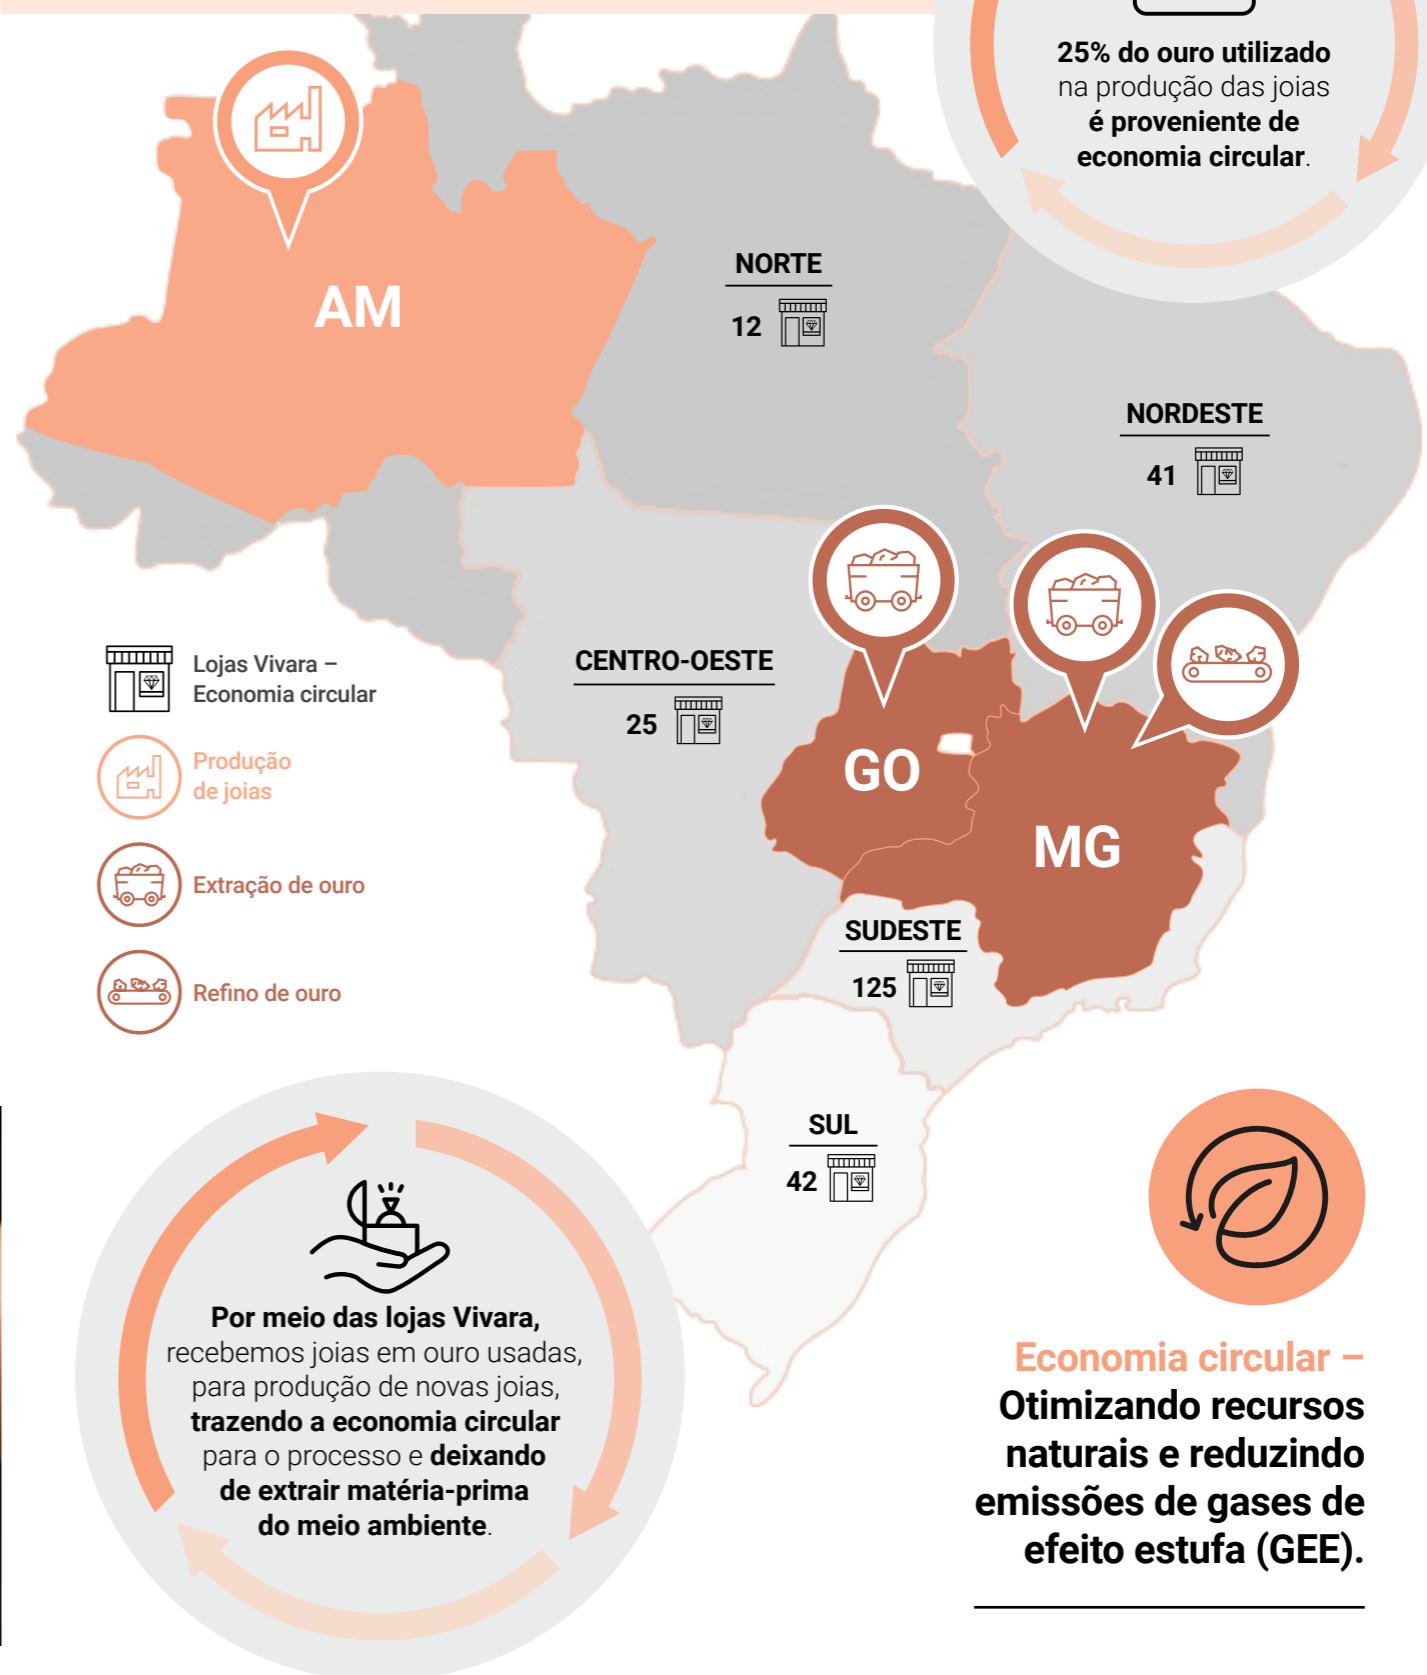 25% do ouro utilizado
na produção das joias
é proveniente de
economia circular.
AM
NORTE
12
NORDESTE
41
CENTRO-OESTE
25
GO
MG
SUDESTE
125
SUL
42
Lojas Vivara –
Economia circular
Produção
de joias
Extração de ouro
Refino de ouro
Por meio das lojas Vivara,
recebemos joias em ouro usadas,
para produção de novas joias,
trazendo a economia circular
para o processo e deixando
de extrair matéria-prima
do meio ambiente.
Economia circular –
Otimizando recursos
naturais e reduzindo
emissões de gases de
efeito estufa (GEE).